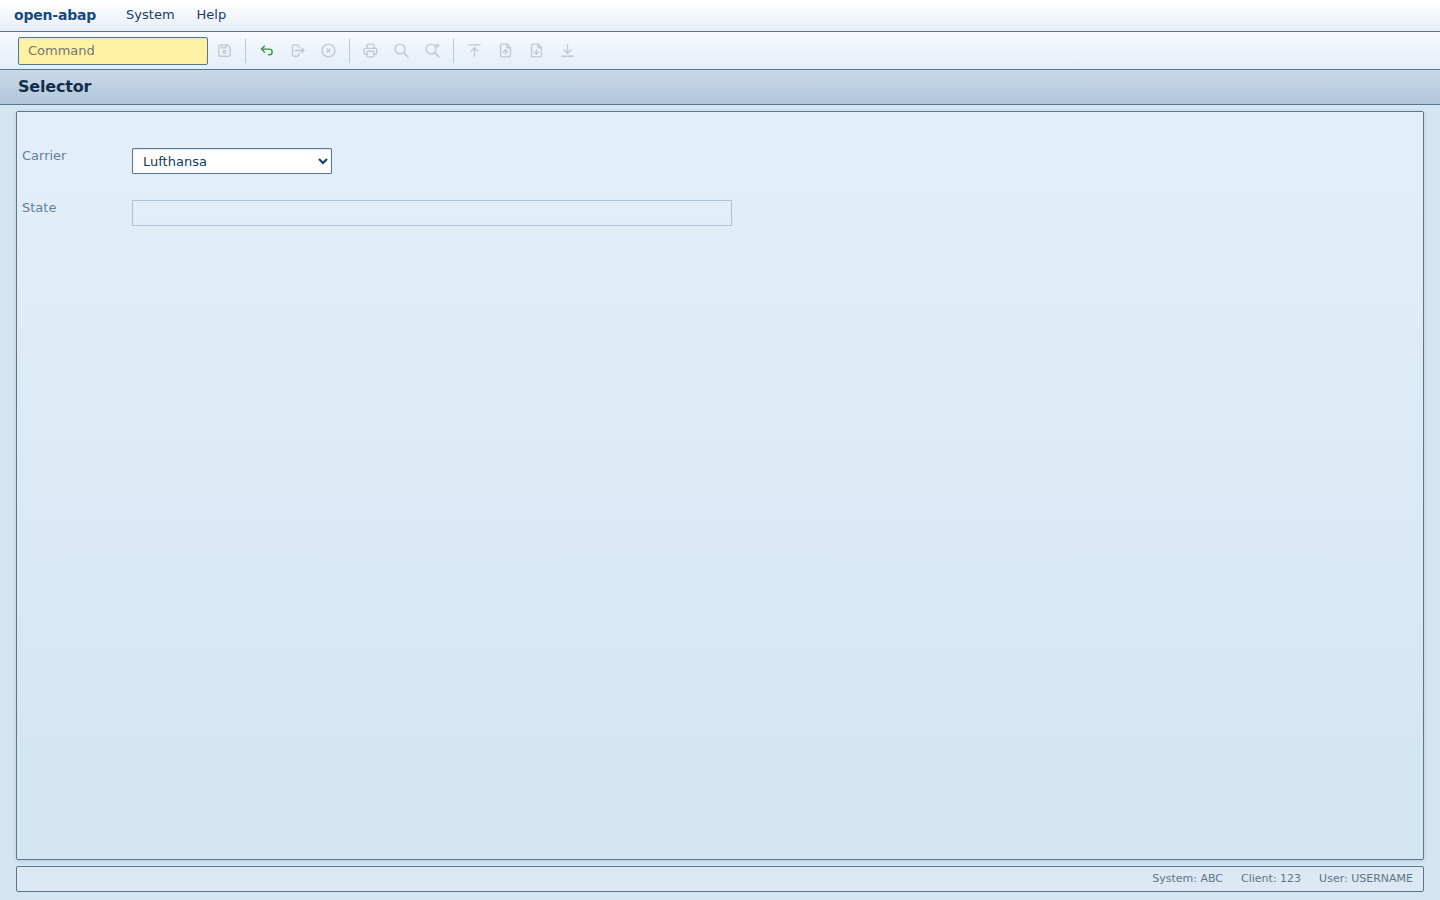 open-abap System Help
Command
Selector
Carrier Lufthansa
State
System: ABC Client: 123 User: USERNAME